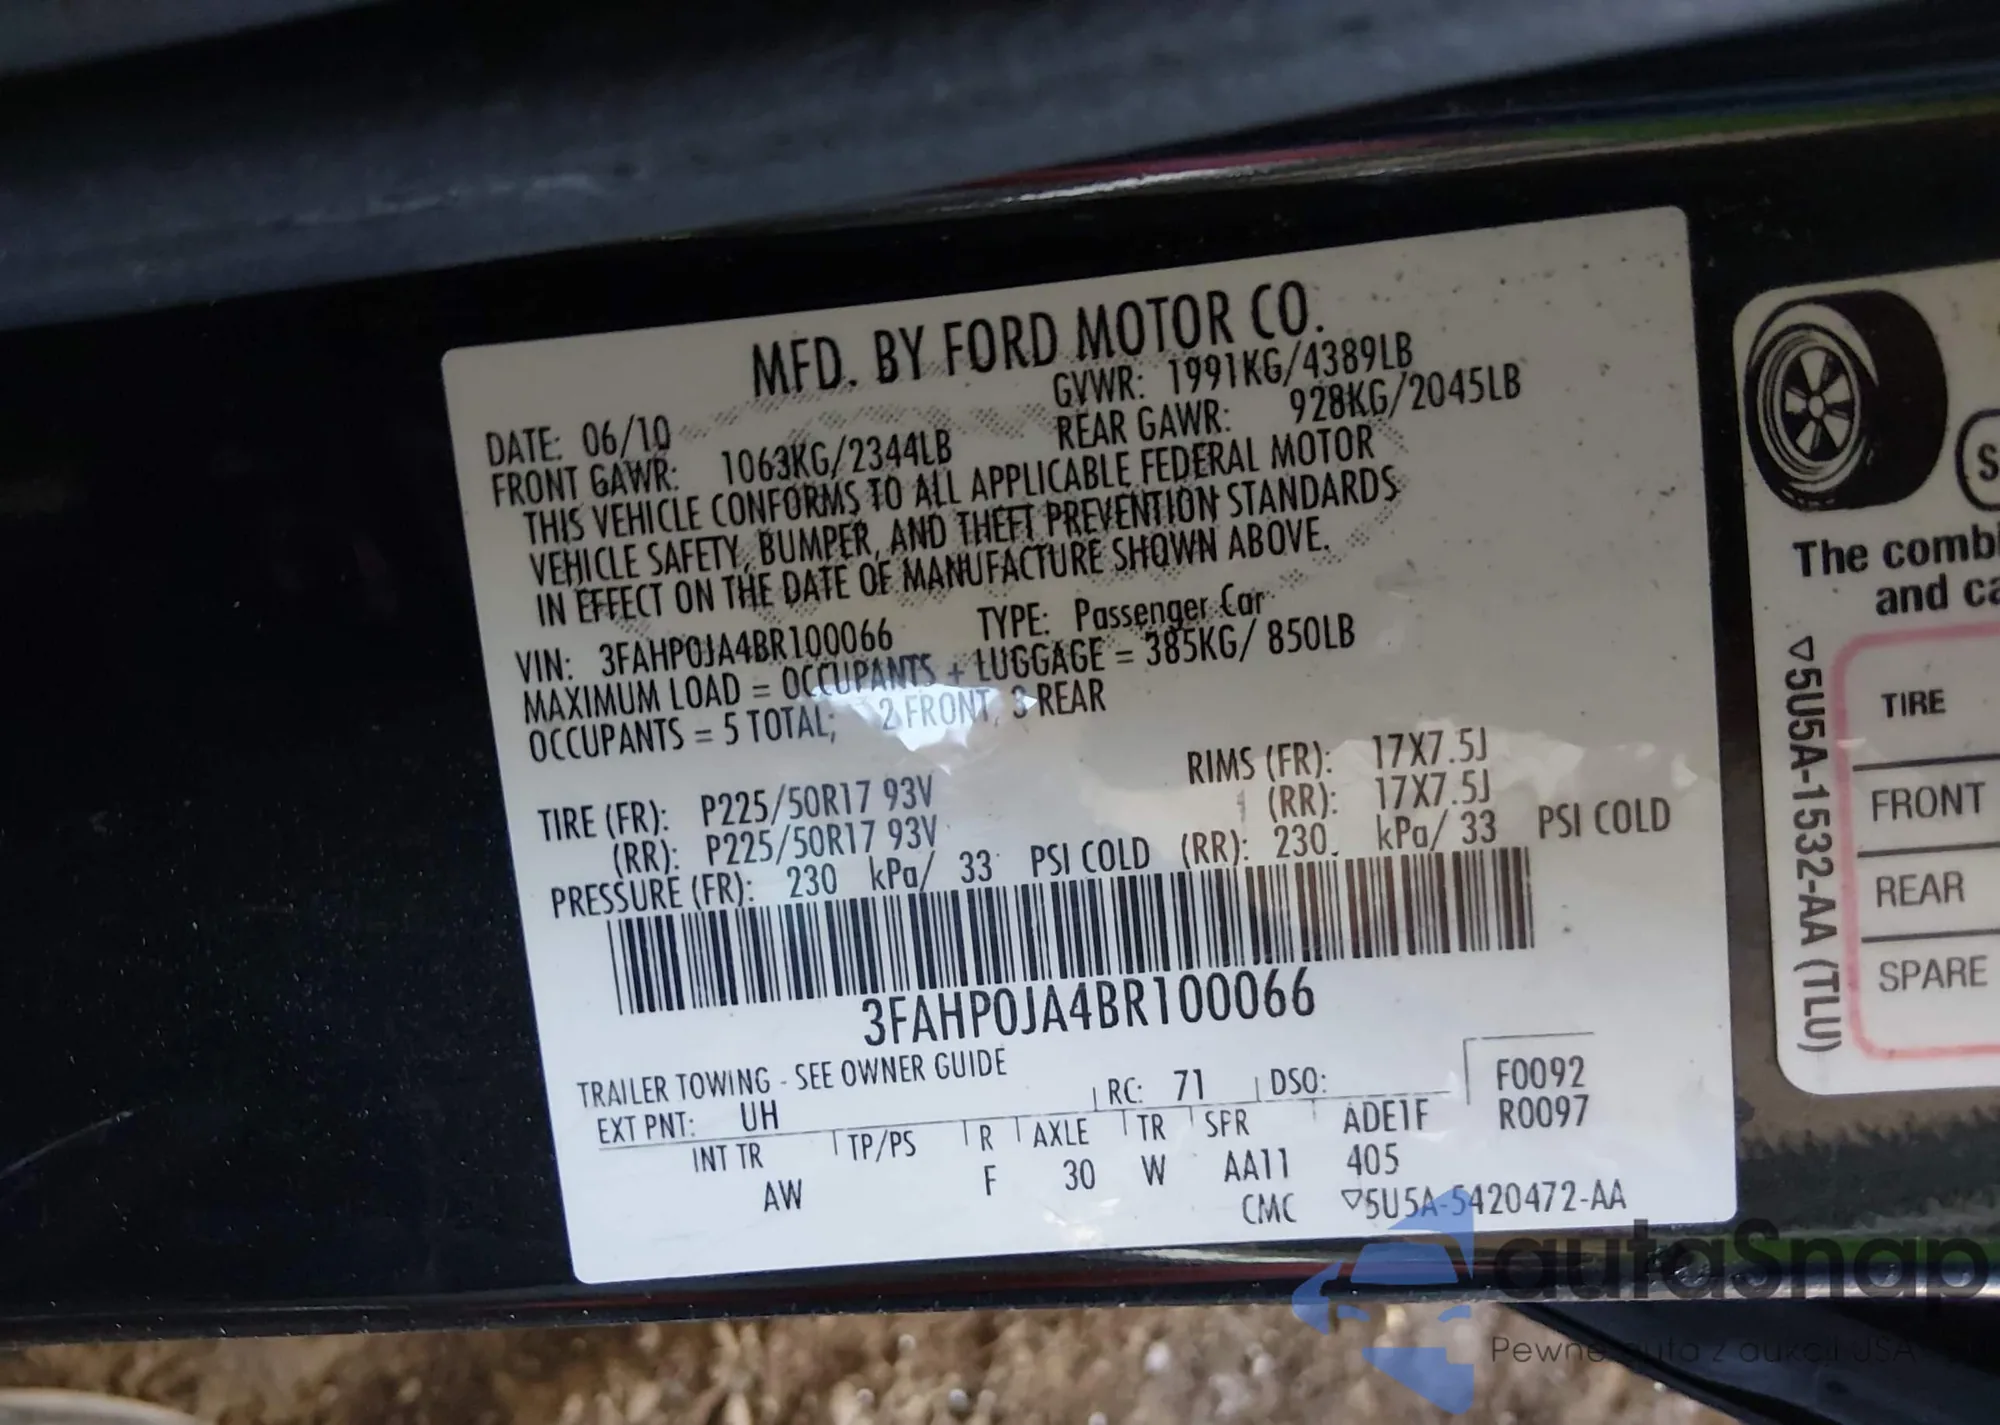 MFD. BY FORD MOTOR CO.
DATE: 06/10 GVWR: 1991KG/4389LB
FRONT GAWR: 1063KG/2344LB REAR GAWR: 928KG/2045LB
THIS VEHICLE CONFORMS TO ALL APPLICABLE FEDERAL MOTOR
VEHICLE SAFETY, BUMPER, AND THEFT PREVENTION STANDARDS
IN EFFECT ON THE DATE OF MANUFACTURE SHOWN ABOVE.
VIN: 3FAHP0JA4BR100066 TYPE: Passenger Car
MAXIMUM LOAD = OCCUPANTS + LUGGAGE = 385KG/ 850LB
OCCUPANTS = 5 TOTAL; 2 FRONT, 3 REAR
TIRE (FR): P225/50R17 93V RIMS (FR): 17X7.5J
(RR): P225/50R17 93V (RR): 17X7.5J
PRESSURE (FR): 230 kPa/ 33 PSI COLD (RR): 230 kPa/ 33 PSI COLD
3FAHP0JA4BR100066
TRAILER TOWING - SEE OWNER GUIDE
EXT PNT: UH RC: 71 DSO: F0092
INT TR TP/PS R AXLE TR SFR ADE1F R0097
AW F 30 W AA11 405
CMC ▽5U5A-5420472-AA
The comb
and ca
▽5U5A-1532-AA (TLU)
TIRE
FRONT
REAR
SPARE
S
autaSnap
Pewne auta z aukcji USA